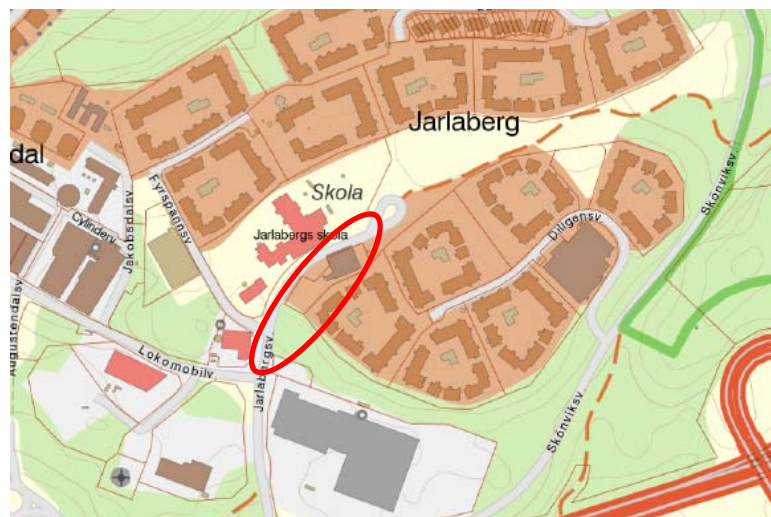 Jarlaberg
dal
Skola
Fyrspannsv
Jakobsdalsv
Cylinderv
Jarlabergs skola
Diligensv
Skönviksv
Augustendalsv
Lokomobilv
Jarlabergsv.
Skönviksv